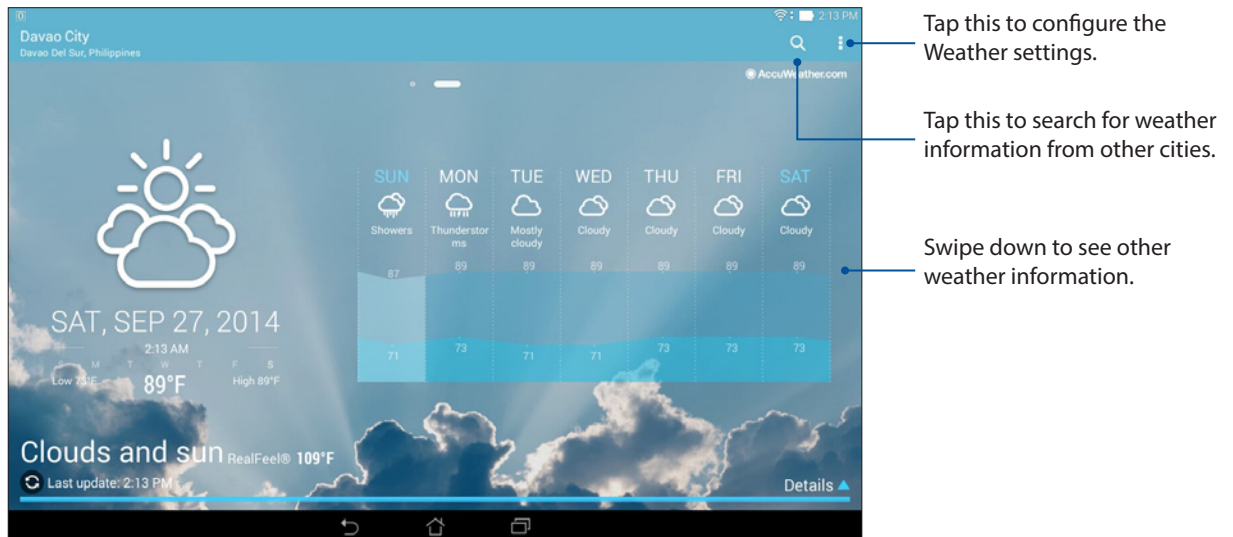 2:13 PM
Davao City
Davao Del Sur, Philippines
AccuWeather.com
SUN MON TUE WED THU FRI SAT
Showers Thunderstor
ms Mostly
cloudy Cloudy Cloudy Cloudy Cloudy
87 89 89 89 89 89 89
71 73 71 71 73 73 73
SAT, SEP 27, 2014
2:13 AM
S M T W T F S
Low 73°F 89°F High 89°F
Clouds and sun RealFeel® 109°F
Last update: 2:13 PM
Details
Tap this to configure the
Weather settings.
Tap this to search for weather
information from other cities.
Swipe down to see other
weather information.